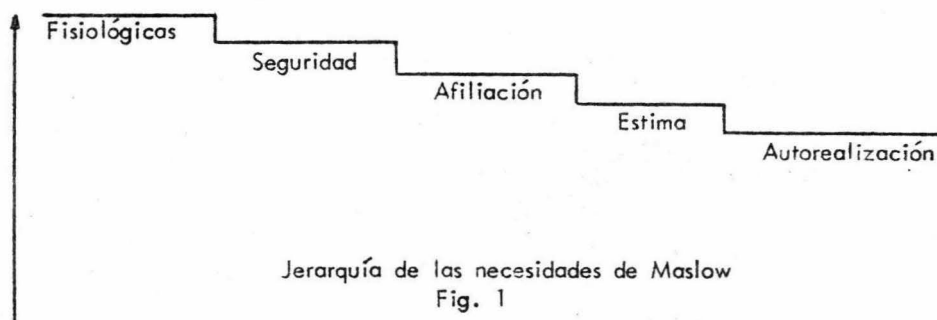 Fisiológicas
Seguridad
Afiliación
Estima
Autorealización
Jerarquía de las necesidades de Maslow
Fig. 1